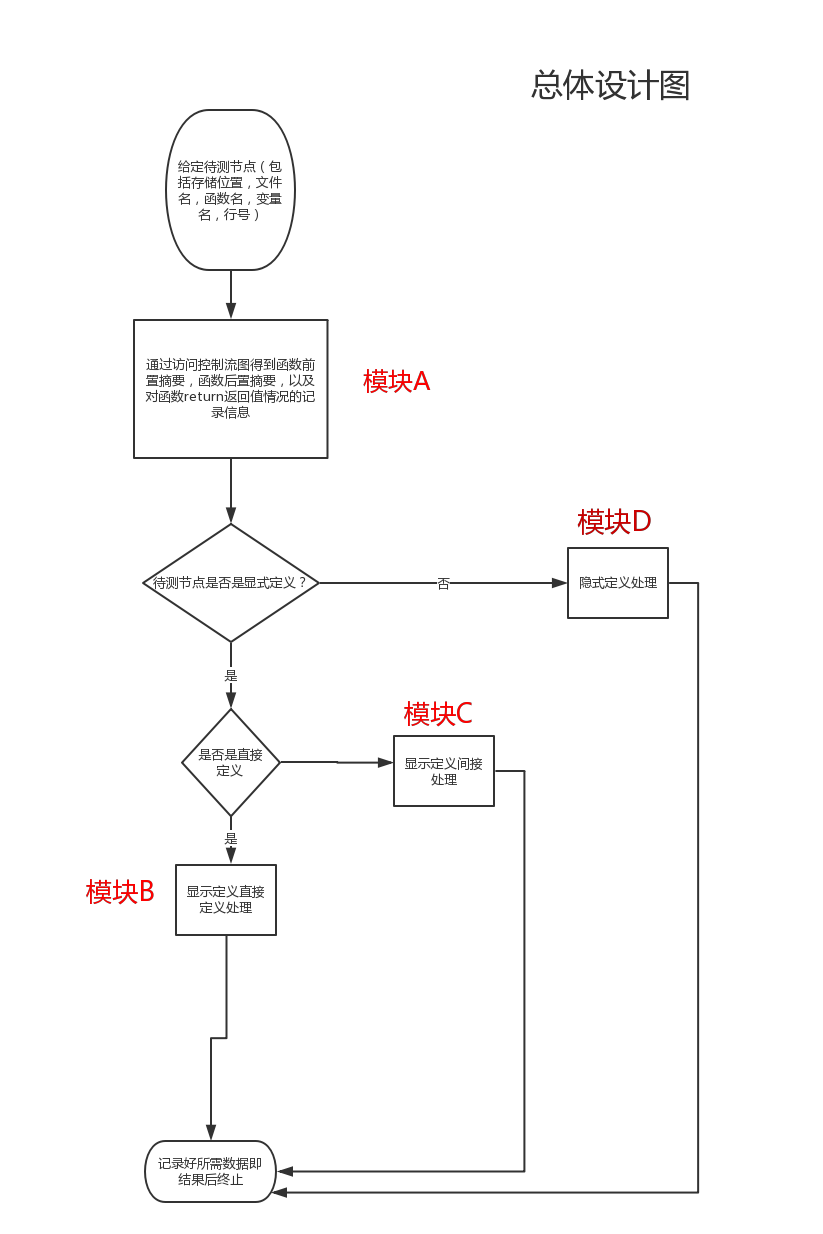 总体设计图
给定待测节点（包
括存储位置，文件
名，函数名，变量
名，行号）
通过访问控制流图得到函数前
置摘要，函数后置摘要，以及
对函数return返回值情况的记
录信息
模块A
模块D
待测节点是否是显式定义？
否
隐式定义处理
是
模块C
是否是直接
定义
显示定义间接
处理
是
模块B
显示定义直接
定义处理
记录好所需数据即
结果后终止